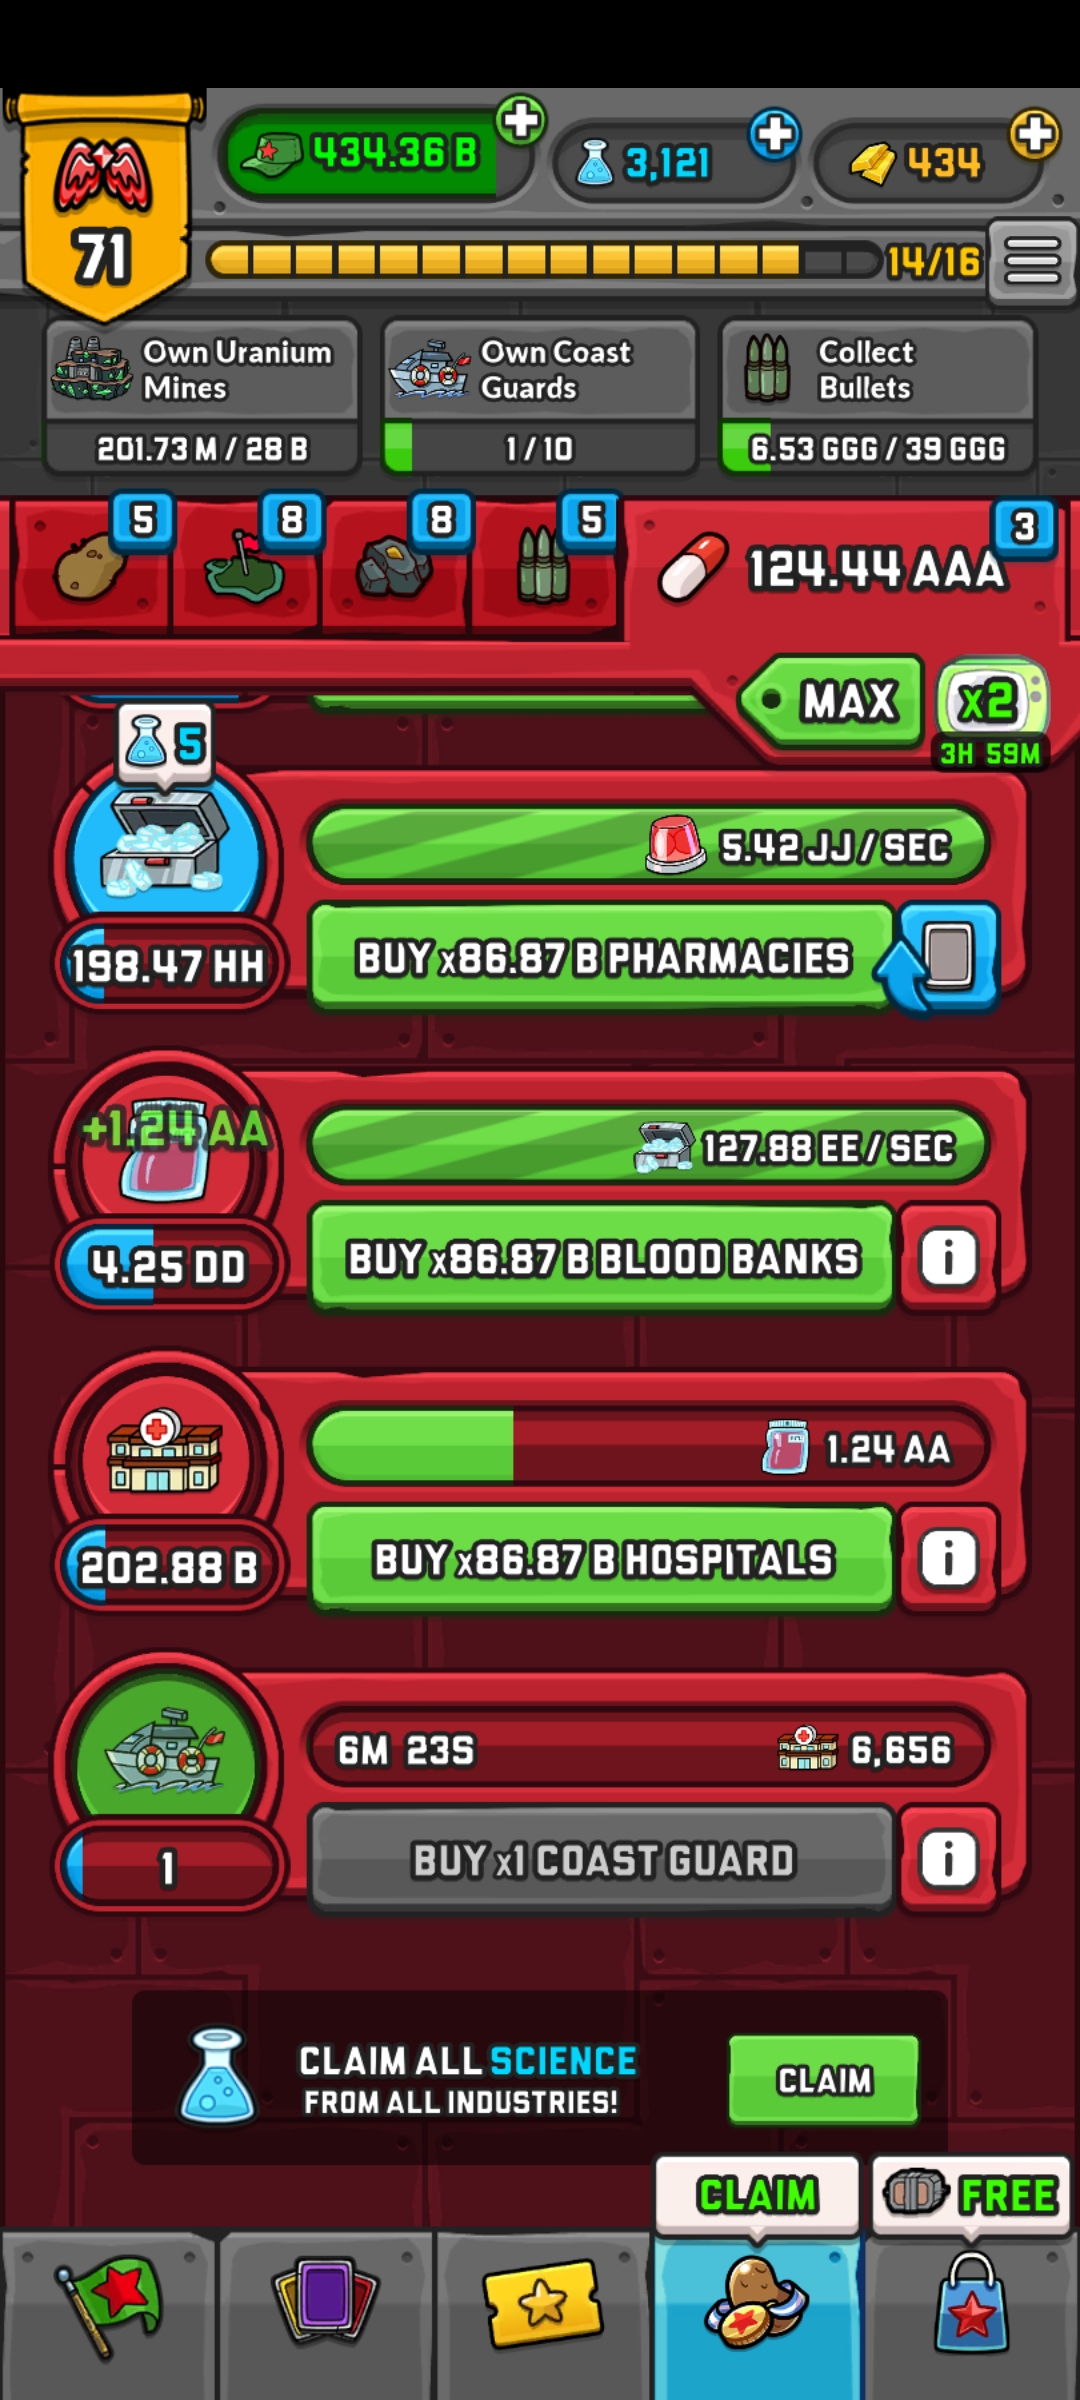 434.36 B
3,121
434
71
14/16
Own Uranium
Mines
201.73 M / 28 B
Own Coast
Guards
1 / 10
Collect
Bullets
6.53 GGG / 39 GGG
5
8
8
5
3
124.44 AAA
MAX
x2
3H 59M
5
5.42 JJ / SEC
198.47 HH
BUY x86.87 B PHARMACIES
+1.24 AA
127.88 EE / SEC
4.25 DD
BUY x86.87 B BLOOD BANKS
i
1.24 AA
202.88 B
BUY x86.87 B HOSPITALS
i
6M 23S
6,656
1
BUY x1 COAST GUARD
i
CLAIM ALL SCIENCE
FROM ALL INDUSTRIES!
CLAIM
CLAIM
FREE